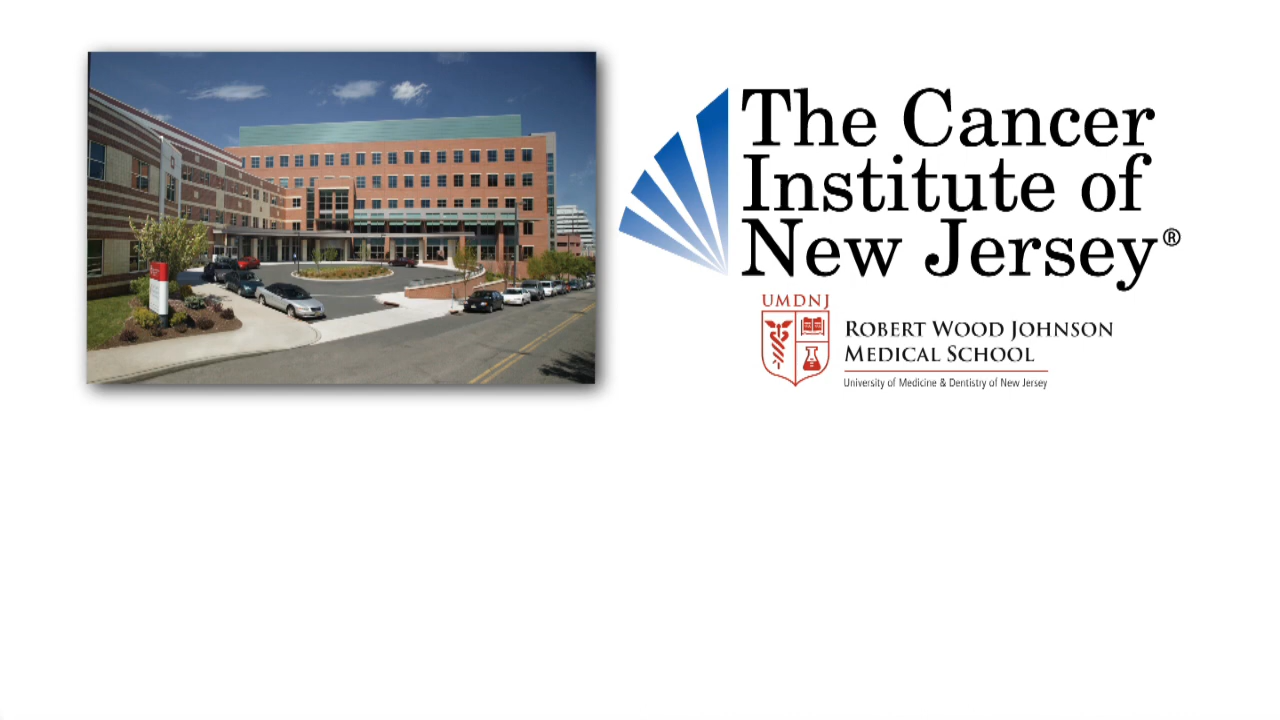 The Cancer
Institute of
New Jersey®
UMDNJ
ROBERT WOOD JOHNSON
MEDICAL SCHOOL
University of Medicine & Dentistry of New Jersey